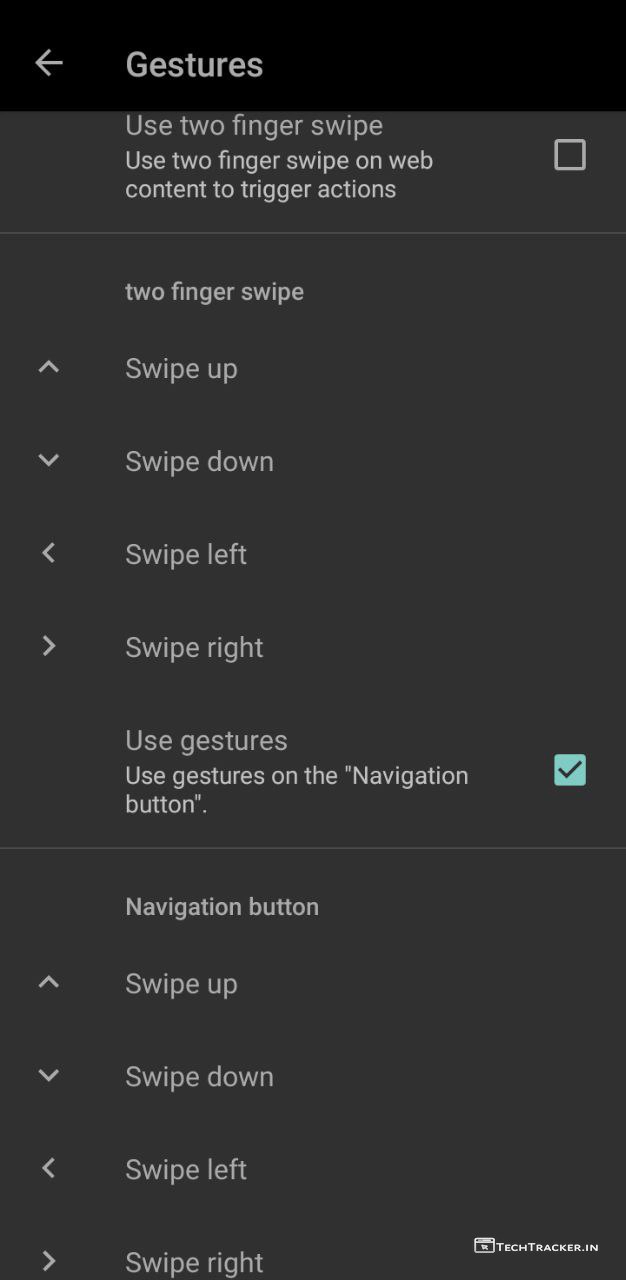 Gestures
Use two finger swipe
Use two finger swipe on web
content to trigger actions
two finger swipe
Swipe up
Swipe down
Swipe left
Swipe right
Use gestures
Use gestures on the "Navigation
button".
Navigation button
Swipe up
Swipe down
Swipe left
Swipe right
TechTracker.in